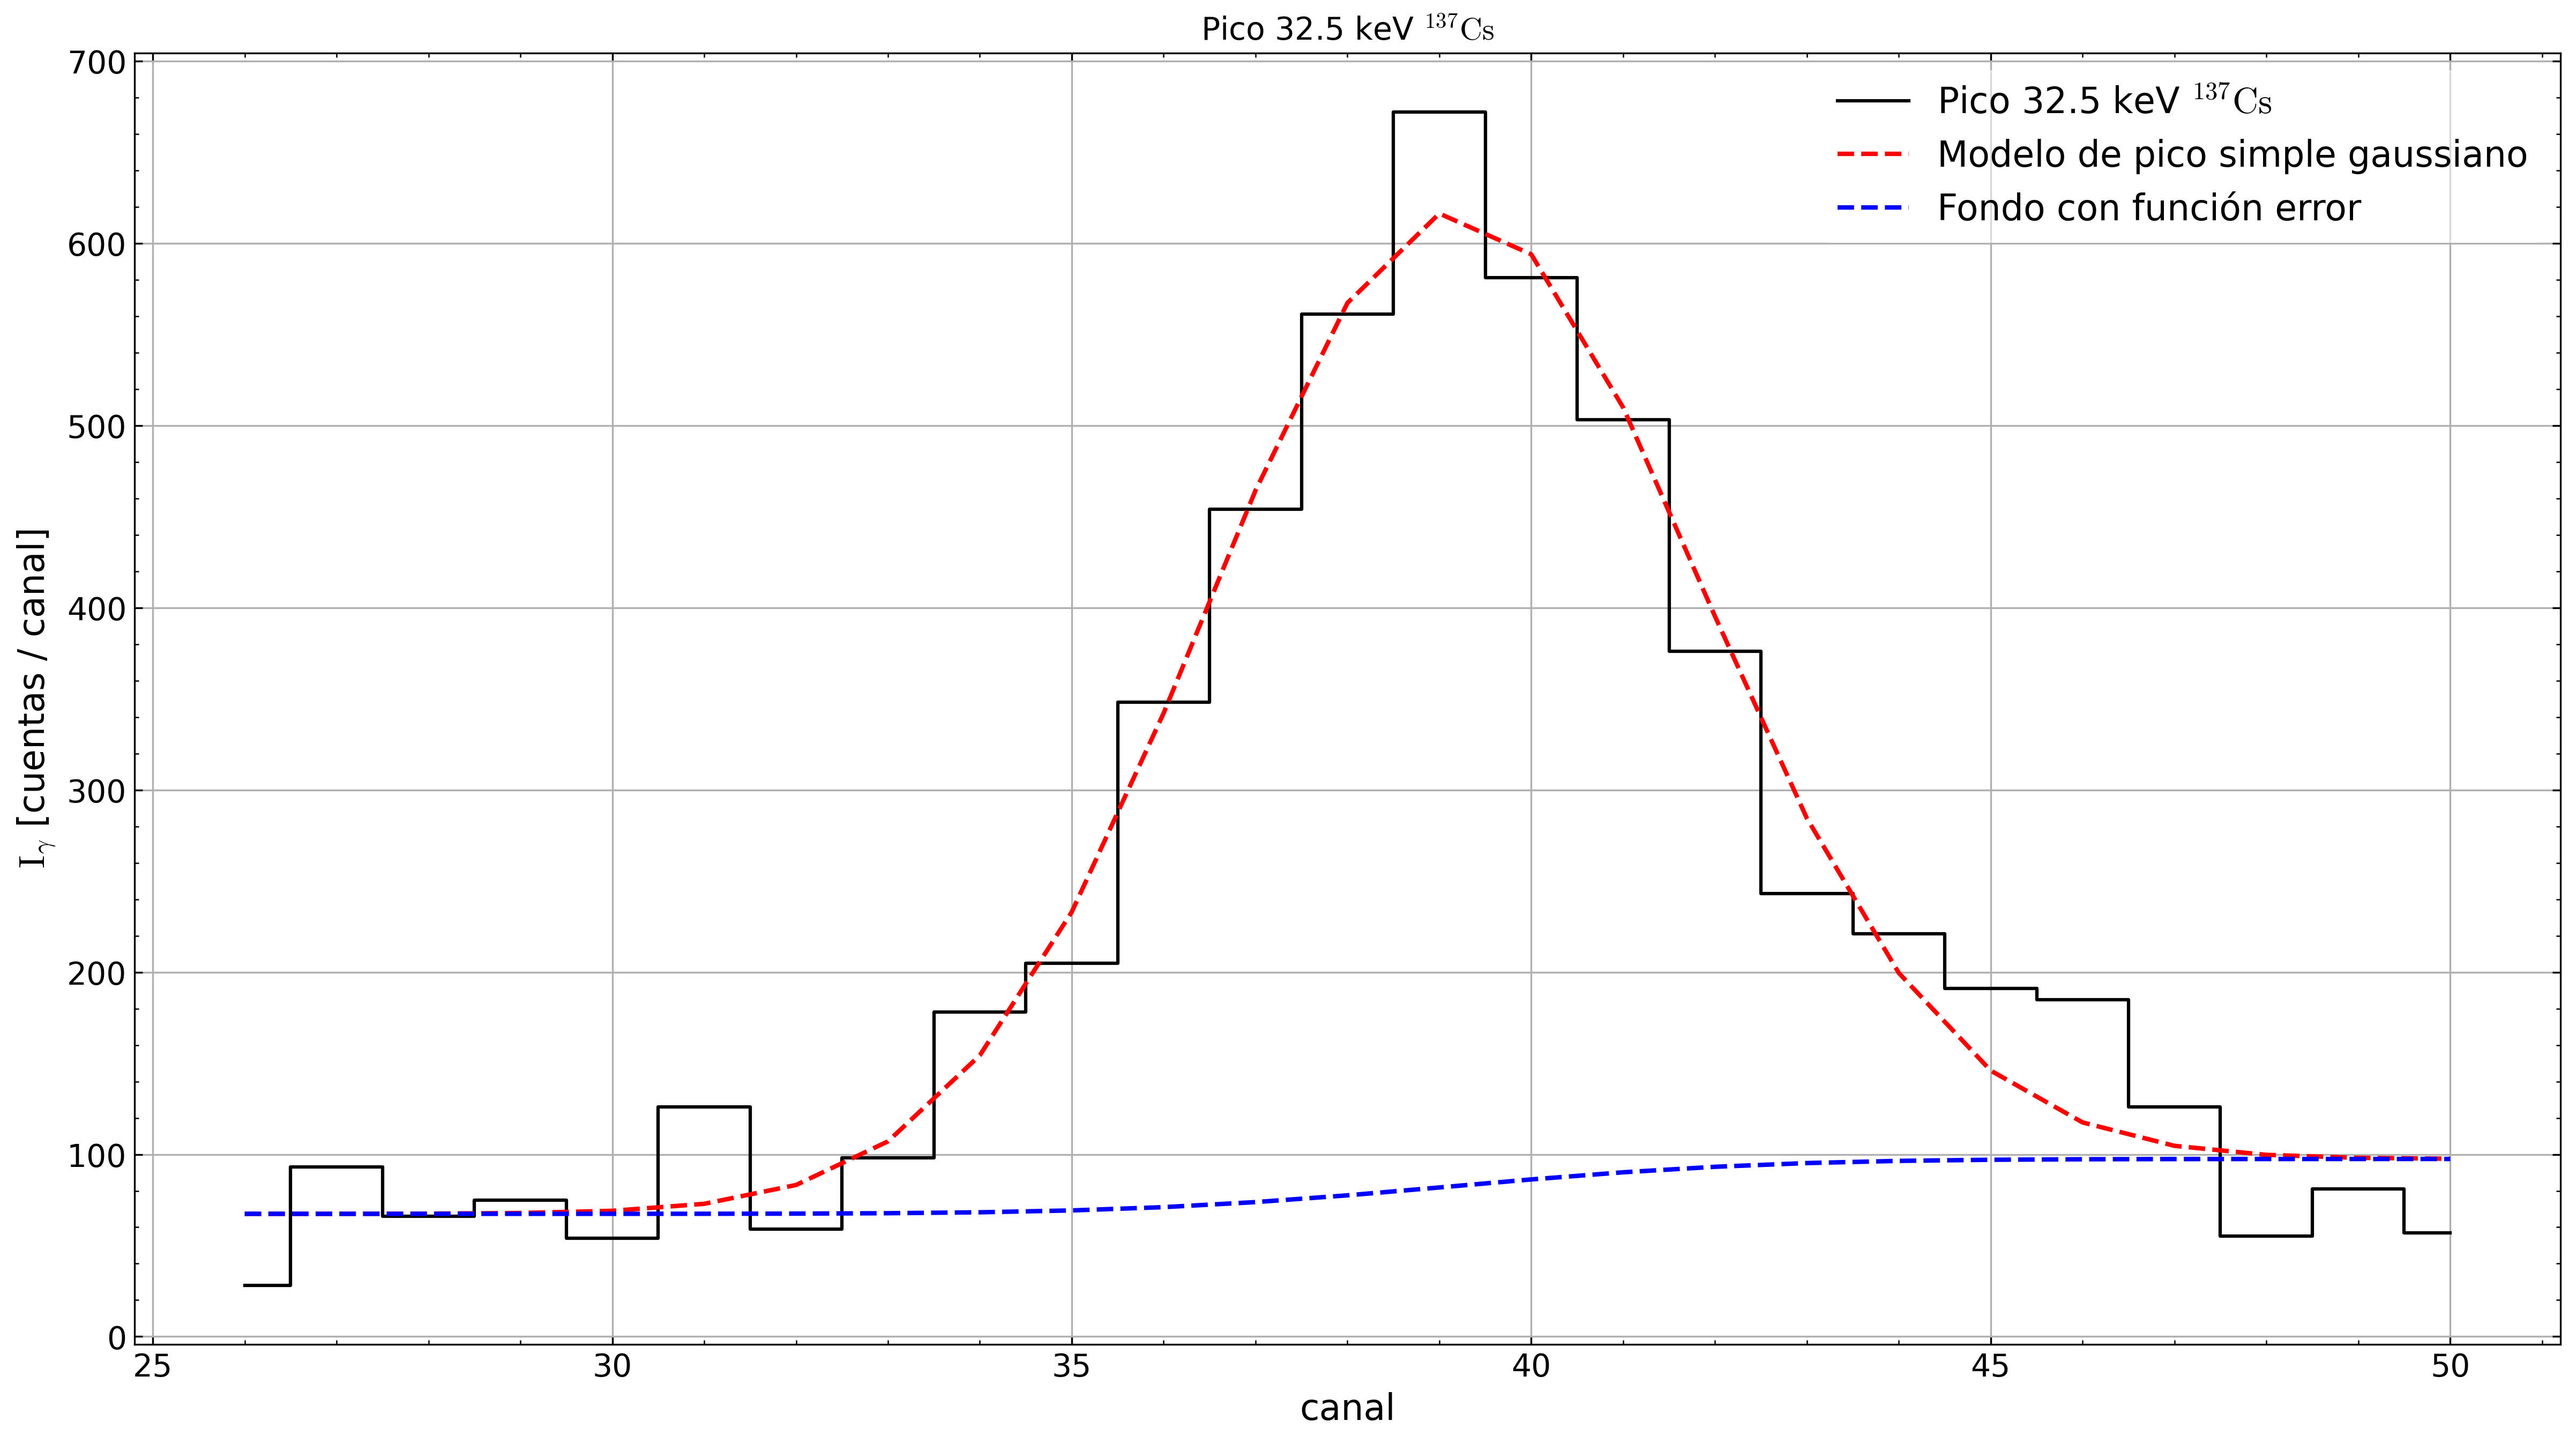 Pico 32.5 keV ¹³⁷Cs
Pico 32.5 keV ¹³⁷Cs
Modelo de pico simple gaussiano
Fondo con función error
I_γ [cuentas / canal]
700
600
500
400
300
200
100
0
25 30 35 40 45 50
canal